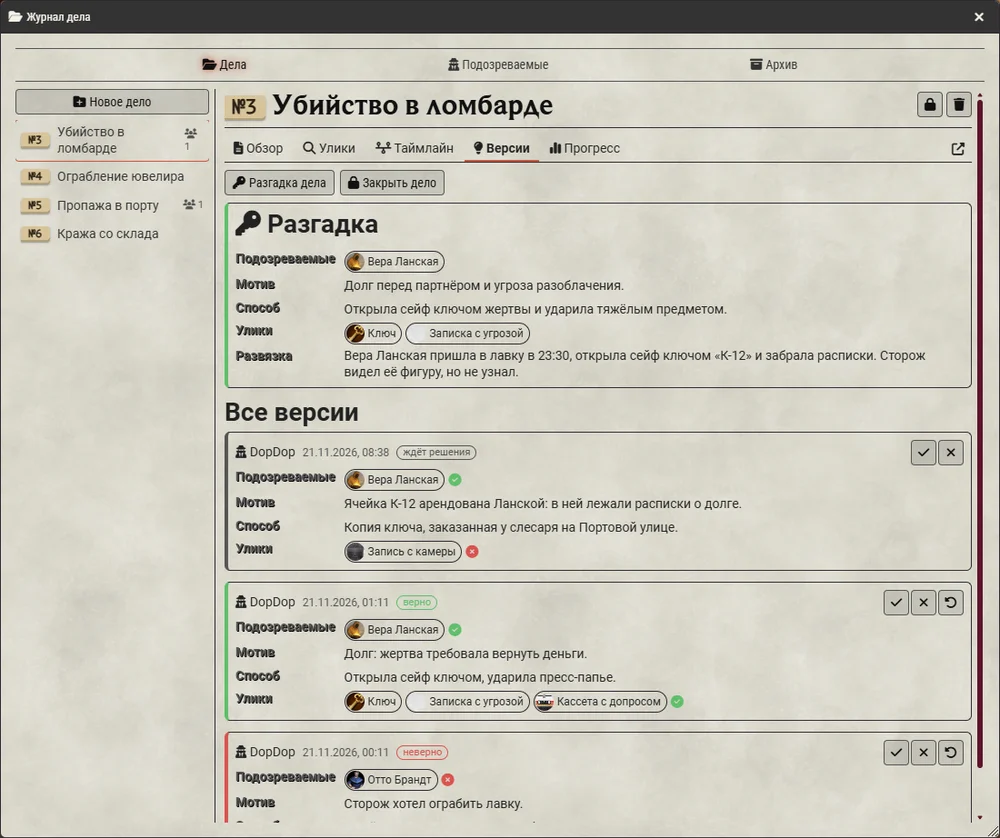 Журнал дела
Дела
Подозреваемые
Архив
Новое дело
№3 Убийство в ломбарде 1
№4 Ограбление ювелира
№5 Пропажа в порту 1
№6 Кража со склада
№3 Убийство в ломбарде
Обзор
Улики
Таймлайн
Версии
Прогресс
Разгадка дела
Закрыть дело
Разгадка
Подозреваемые Вера Ланская
Мотив Долг перед партнёром и угроза разоблачения.
Способ Открыла сейф ключом жертвы и ударила тяжёлым предметом.
Улики Ключ Записка с угрозой
Развязка Вера Ланская пришла в лавку в 23:30, открыла сейф ключом «К-12» и забрала расписки. Сторож
видел её фигуру, но не узнал.
Все версии
DopDop 21.11.2026, 08:38 ждёт решения
Подозреваемые Вера Ланская
Мотив Ячейка К-12 арендована Ланской: в ней лежали расписки о долге.
Способ Копия ключа, заказанная у слесаря на Портовой улице.
Улики Запись с камеры
DopDop 21.11.2026, 01:11 верно
Подозреваемые Вера Ланская
Мотив Долг: жертва требовала вернуть деньги.
Способ Открыла сейф ключом, ударила пресс-папье.
Улики Ключ Записка с угрозой Кассета с допросом
DopDop 21.11.2026, 00:11 неверно
Подозреваемые Отто Брандт
Мотив Сторож хотел ограбить лавку.